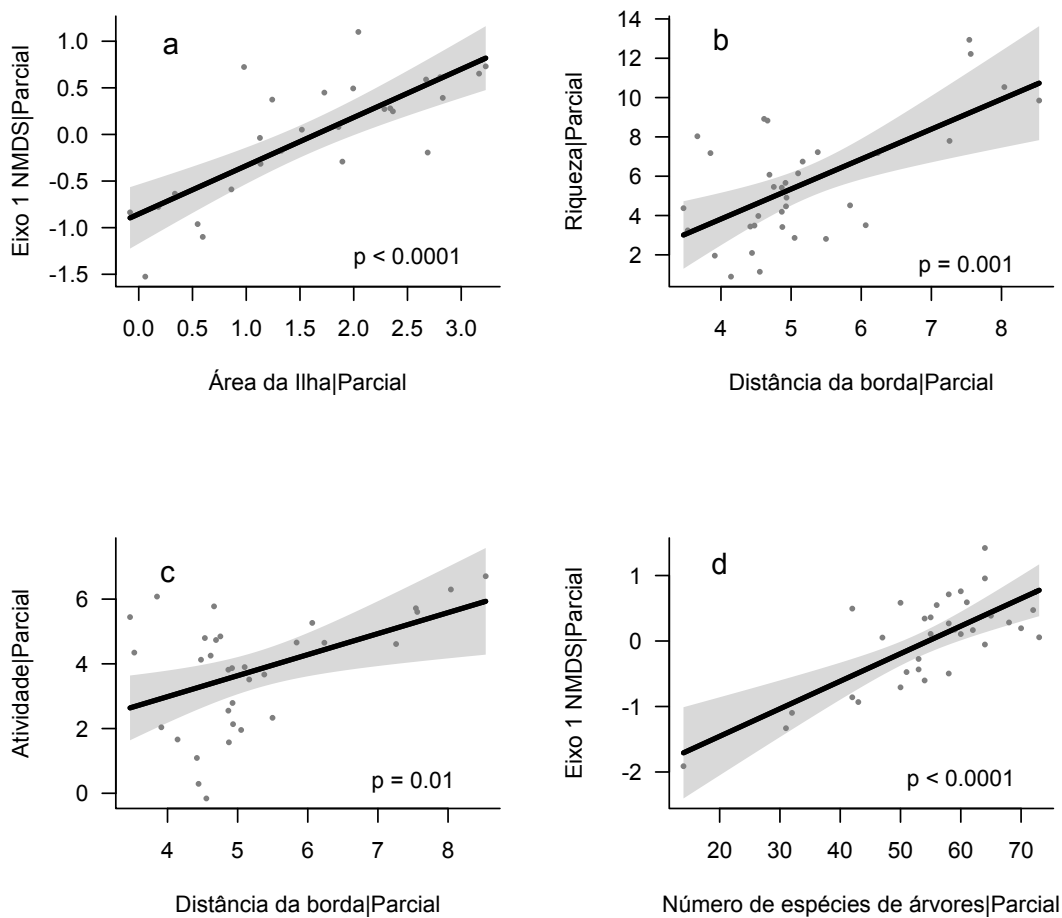 a
1.0
0.5
0.0
-0.5
-1.0
-1.5
Eixo 1 NMDS|Parcial
p < 0.0001
0.0 0.5 1.0 1.5 2.0 2.5 3.0
Área da Ilha|Parcial
b
14
12
10
8
6
4
2
Riqueza|Parcial
p = 0.001
4 5 6 7 8
Distância da borda|Parcial
c
6
4
2
0
Atividade|Parcial
p = 0.01
4 5 6 7 8
Distância da borda|Parcial
d
1
0
-1
-2
Eixo 1 NMDS|Parcial
p < 0.0001
20 30 40 50 60 70
Número de espécies de árvores|Parcial